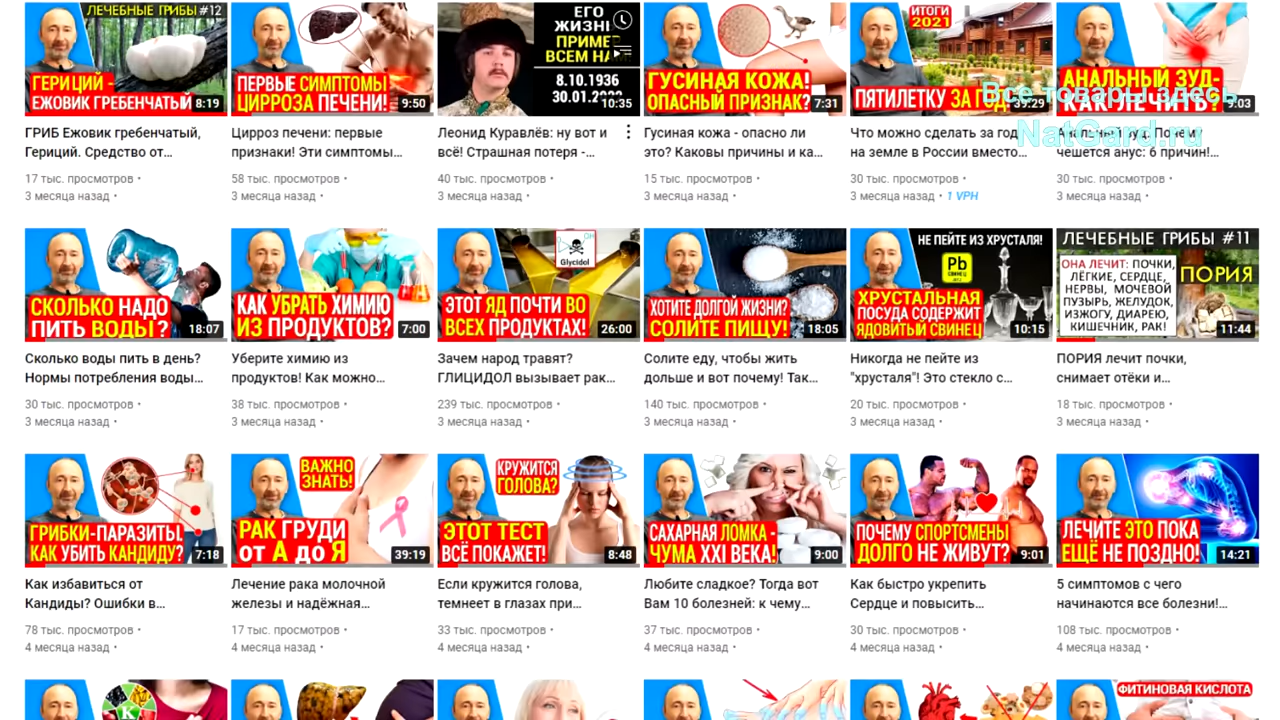 ЛЕЧЕБНЫЕ ГРИБЫ #12
ГЕРИЦИЙ -
ЕЖОВИК ГРЕБЕНЧАТЫЙ
8:19
ПЕРВЫЕ СИМПТОМЫ
ЦИРРОЗА ПЕЧЕНИ!
9:50
ЕГО
ЖИЗНЬ
ПРИМЕР
ВСЕМ
8.10.1936
10:35
ГУСИНАЯ КОЖА!
ОПАСНЫЙ ПРИЗНАК?
7:31
ИТОГИ
2021
ПЯТИЛЕТКУ ЗА
39:29
АНАЛЬНЫЙ ЗУД-
КАК ЛЕЧИТЬ?
Все товары здесь
NatGard.ru
ГРИБ Ежовик гребенчатый,
Гериций. Средство от…
17 тыс. просмотров •
3 месяца назад •
Цирроз печени: первые
признаки! Эти симптомы…
58 тыс. просмотров •
3 месяца назад •
Леонид Куравлёв: ну вот и
всё! Страшная потеря -…
40 тыс. просмотров •
3 месяца назад •
Гусиная кожа - опасно ли
это? Каковы причины и ка…
15 тыс. просмотров •
3 месяца назад •
Что можно сделать за год
на земле в России вместо…
30 тыс. просмотров •
3 месяца назад • 1 VPH
Анальный зуд. Почему
чешется анус: 6 причин!…
30 тыс. просмотров •
3 месяца назад •
СКОЛЬКО НАДО
ПИТЬ ВОДЫ?
18:07
КАК УБРАТЬ ХИМИЮ
ИЗ ПРОДУКТОВ?
7:00
OH
Glycidol
ЭТОТ ЯД ПОЧТИ ВО
ВСЕХ ПРОДУКТАХ!
26:00
ХОТИТЕ ДОЛГОЙ ЖИЗНИ?
СОЛИТЕ ПИЩУ!
18:05
НЕ ПЕЙТЕ ИЗ ХРУСТАЛЯ!
Pb
СВИНЕЦ
ХРУСТАЛЬНАЯ
ПОСУДА СОДЕРЖИТ
ЯДОВИТЫЙ СВИНЕЦ
10:15
ЛЕЧЕБНЫЕ ГРИБЫ #11
ОНА ЛЕЧИТ: ПОЧКИ,
ЛЁГКИЕ, СЕРДЦЕ,
НЕРВЫ, МОЧЕВОЙ
ПУЗЫРЬ, ЖЕЛУДОК,
ИЗЖОГУ, ДИАРЕЮ,
КИШЕЧНИК, РАК!
ПОРИЯ
11:44
Сколько воды пить в день?
Нормы потребления воды…
30 тыс. просмотров •
3 месяца назад •
Уберите химию из
продуктов! Как можно…
38 тыс. просмотров •
3 месяца назад •
Зачем народ травят?
ГЛИЦИДОЛ вызывает рак…
239 тыс. просмотров •
3 месяца назад •
Солите еду, чтобы жить
дольше и вот почему! Так…
140 тыс. просмотров •
3 месяца назад •
Никогда не пейте из
"хрусталя"! Это стекло с…
20 тыс. просмотров •
3 месяца назад •
ПОРИЯ лечит почки,
снимает отёки и…
18 тыс. просмотров •
3 месяца назад •
ГРИБКИ-ПАРАЗИТЫ.
КАК УБИТЬ КАНДИДУ?
7:18
ВАЖНО
ЗНАТЬ!
РАК ГРУДИ
от А до Я
39:19
КРУЖИТСЯ
ГОЛОВА?
ЭТОТ ТЕСТ
ВСЁ ПОКАЖЕТ!
8:48
САХАРНАЯ ЛОМКА -
ЧУМА XXI ВЕКА!
9:00
ПОЧЕМУ СПОРТСМЕНЫ
ДОЛГО НЕ ЖИВУТ?
9:01
ЛЕЧИТЕ ЭТО ПОКА
ЕЩЁ НЕ ПОЗДНО!
14:21
Как избавиться от
Кандиды? Ошибки в…
78 тыс. просмотров •
4 месяца назад •
Лечение рака молочной
железы и надёжная…
17 тыс. просмотров •
4 месяца назад •
Если кружится голова,
темнеет в глазах при…
33 тыс. просмотров •
4 месяца назад •
Любите сладкое? Тогда вот
Вам 10 болезней: к чему…
37 тыс. просмотров •
4 месяца назад •
Как быстро укрепить
Сердце и повысить…
30 тыс. просмотров •
4 месяца назад •
5 симптомов с чего
начинаются все болезни!…
108 тыс. просмотров •
4 месяца назад •
K
ФИТИНОВАЯ КИСЛОТА